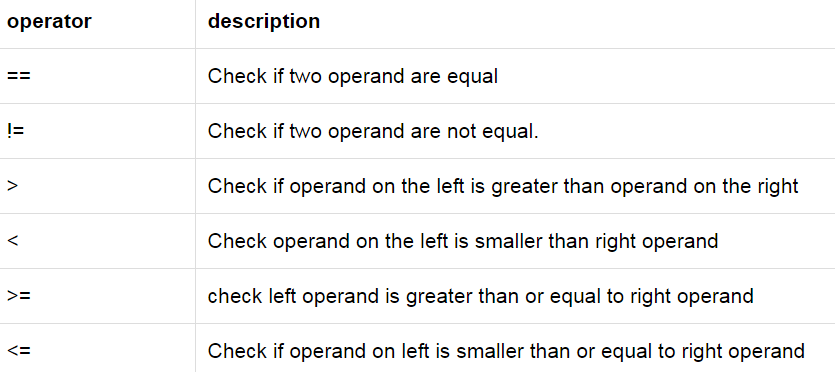 operator description
== Check if two operand are equal
!= Check if two operand are not equal.
> Check if operand on the left is greater than operand on the right
< Check operand on the left is smaller than right operand
>= check left operand is greater than or equal to right operand
<= Check if operand on left is smaller than or equal to right operand